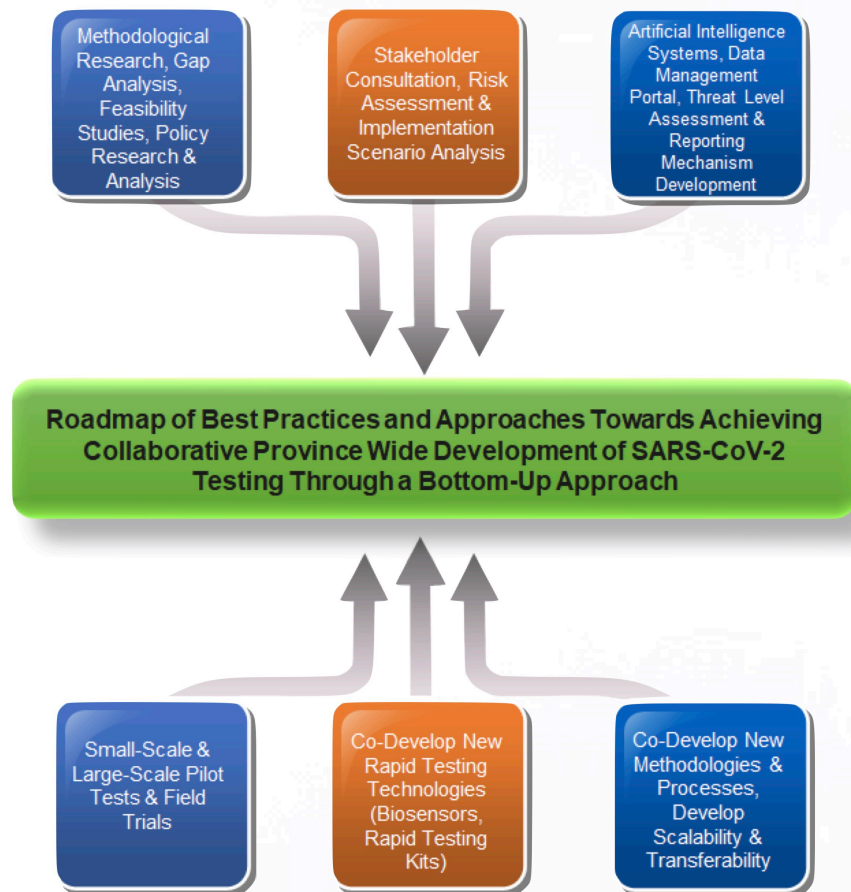 Methodological
Research, Gap
Analysis,
Feasibility
Studies, Policy
Research &
Analysis
Stakeholder
Consultation, Risk
Assessment &
Implementation
Scenario Analysis
Artificial Intelligence
Systems, Data
Management
Portal, Threat Level
Assessment &
Reporting
Mechanism
Development
Roadmap of Best Practices and Approaches Towards Achieving
Collaborative Province Wide Development of SARS-CoV-2
Testing Through a Bottom-Up Approach
Small-Scale &
Large-Scale Pilot
Tests & Field
Trials
Co-Develop New
Rapid Testing
Technologies
(Biosensors,
Rapid Testing
Kits)
Co-Develop New
Methodologies &
Processes,
Develop
Scalability &
Transferability